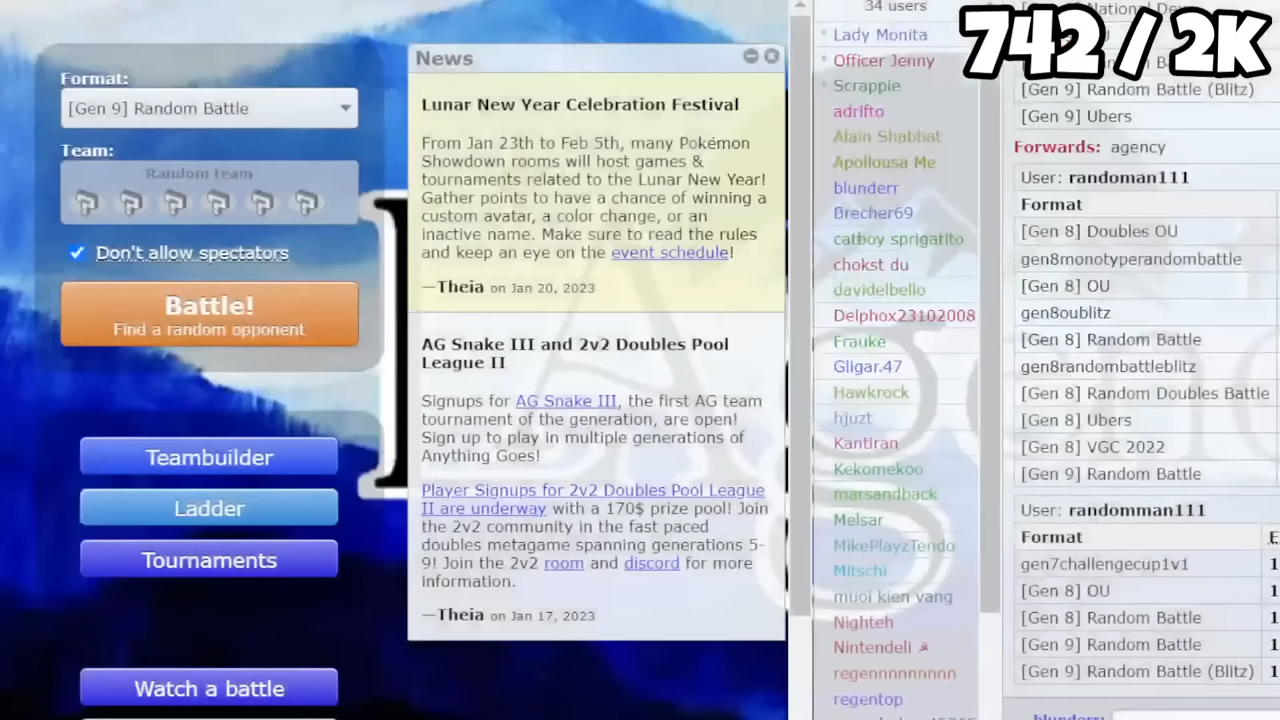 Format:
[Gen 9] Random Battle
Team:
Random team
Don't allow spectators
Battle!
Find a random opponent
Teambuilder
Ladder
Tournaments
Watch a battle
News
Lunar New Year Celebration Festival
From Jan 23th to Feb 5th, many Pokémon
Showdown rooms will host games &
tournaments related to the Lunar New Year!
Gather points to have a chance of winning a
custom avatar, a color change, or an
inactive name. Make sure to read the rules
and keep an eye on the event schedule!
—Theia on Jan 20, 2023
AG Snake III and 2v2 Doubles Pool
League II
Signups for AG Snake III, the first AG team
tournament of the generation, are open!
Sign up to play in multiple generations of
Anything Goes!
Player Signups for 2v2 Doubles Pool League
II are underway with a 170$ prize pool! Join
the 2v2 community in the fast paced
doubles metagame spanning generations 5-
9! Join the 2v2 room and discord for more
information.
—Theia on Jan 17, 2023
34 users
Lady Monita
Officer Jenny
Scrappie
adrifto
Alain Shabbat
Apollousa Me
blunderr
Brecher69
catboy sprigatito
chokst du
davidelbello
Delphox23102008
Frauke
Gligar.47
Hawkrock
hjuzt
KantIran
Kekomekoo
marsandback
Melsar
MikePlayzTendo
Mitschi
muoi kien vang
Nighteh
Nintendell ☭
regennnnnnnnn
regentop
742 / 2K
[Gen 9] Random Battle (Blitz)
[Gen 9] Ubers
Forwards: agency
User: randoman111
Format
[Gen 8] Doubles OU
gen8monotyperandombattle
[Gen 8] OU
gen8oublitz
[Gen 8] Random Battle
gen8randombattleblitz
[Gen 8] Random Doubles Battle
[Gen 8] Ubers
[Gen 8] VGC 2022
[Gen 9] Random Battle
User: randomman111
Format E
gen7challengecup1v1 1
[Gen 8] OU 1
[Gen 8] Random Battle 1
[Gen 9] Random Battle 1
[Gen 9] Random Battle (Blitz) 1
blunderr: